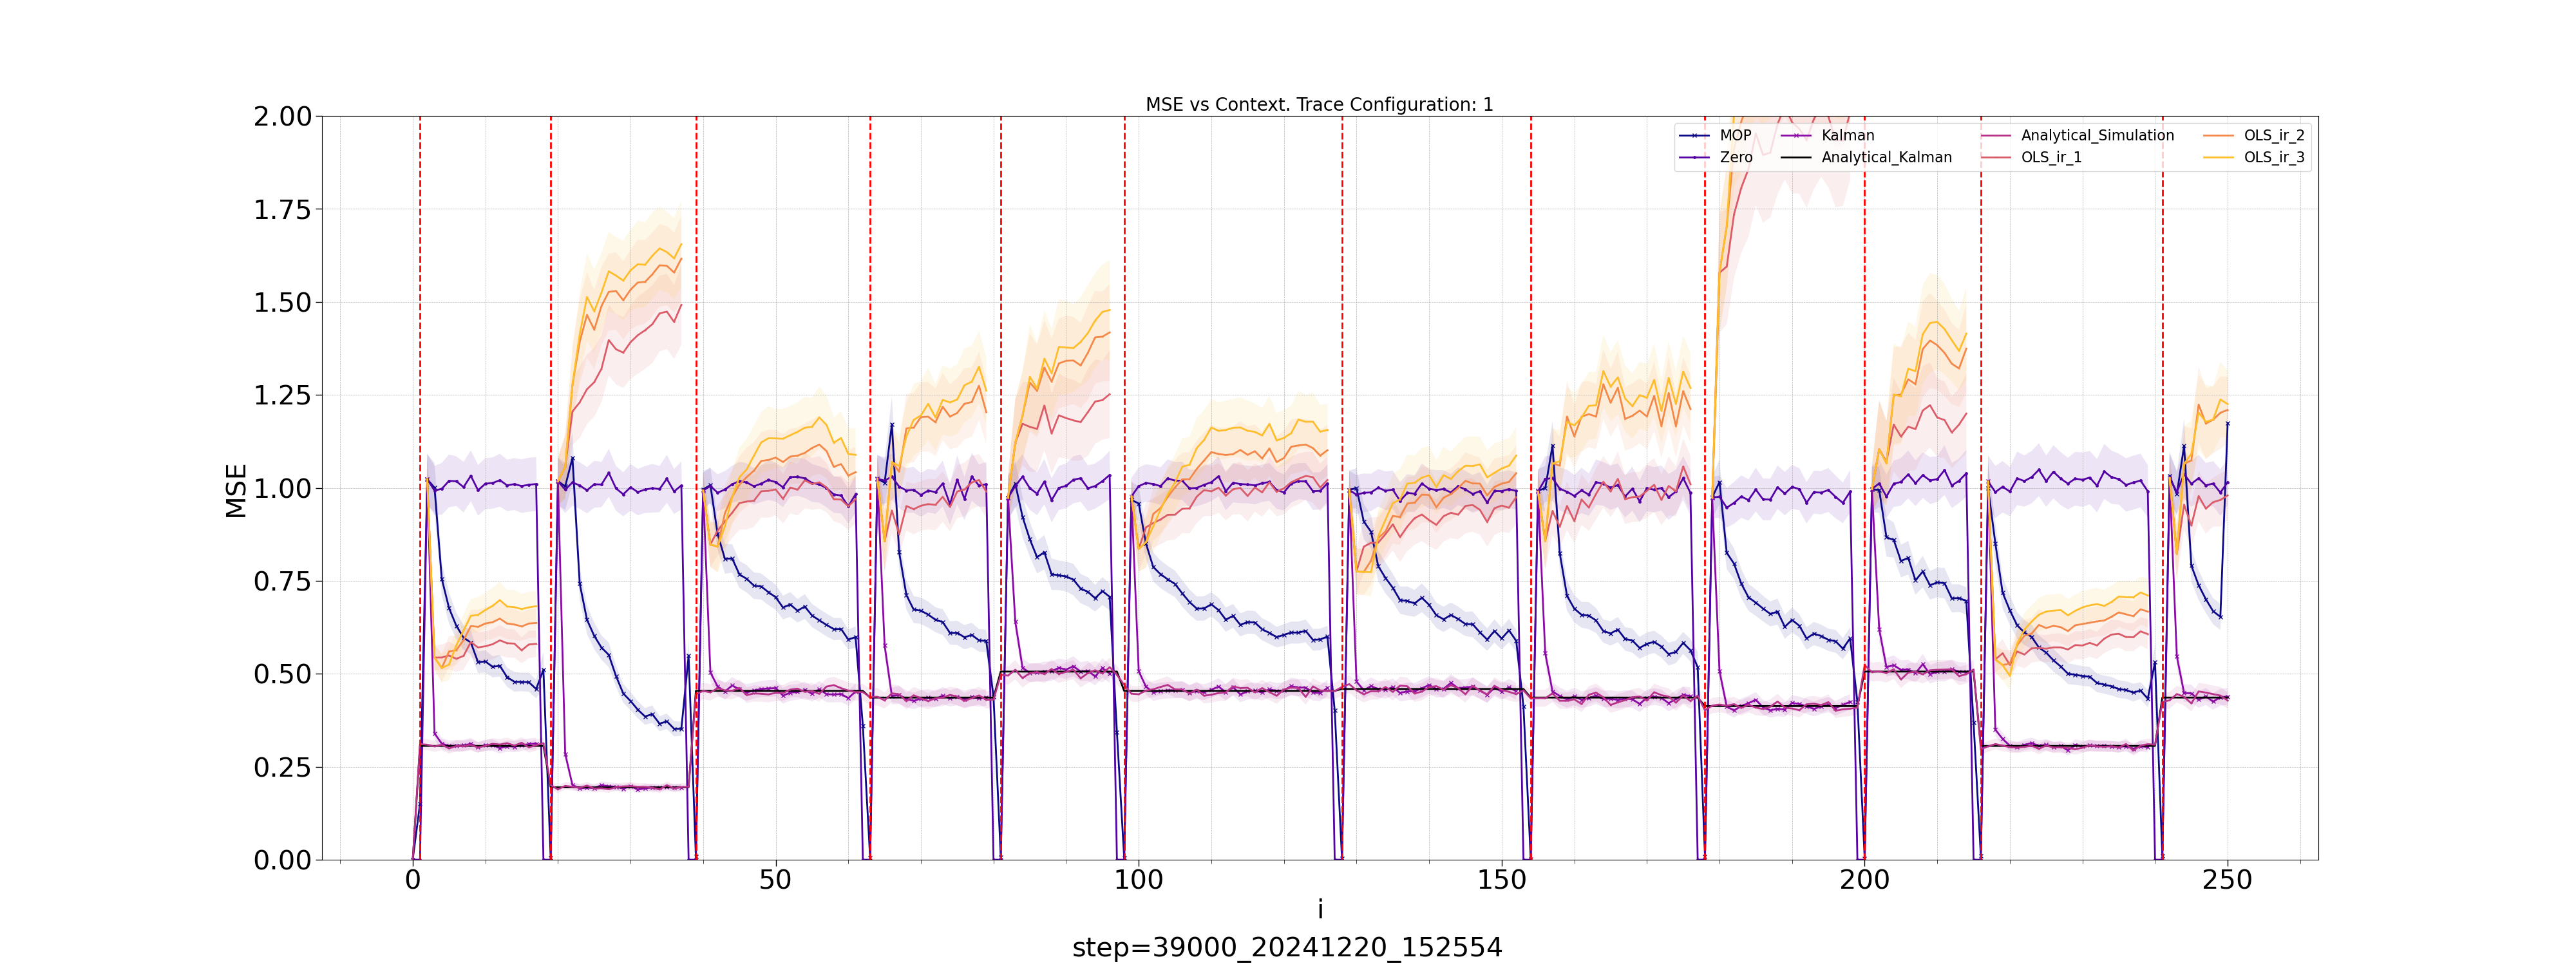 MSE vs Context. Trace Configuration: 1
MOP
Zero
Kalman
Analytical_Kalman
Analytical_Simulation
OLS_ir_1
OLS_ir_2
OLS_ir_3
2.00
1.75
1.50
1.25
1.00
0.75
0.50
0.25
0.00
MSE
0 50 100 150 200 250
i
step=39000_20241220_152554